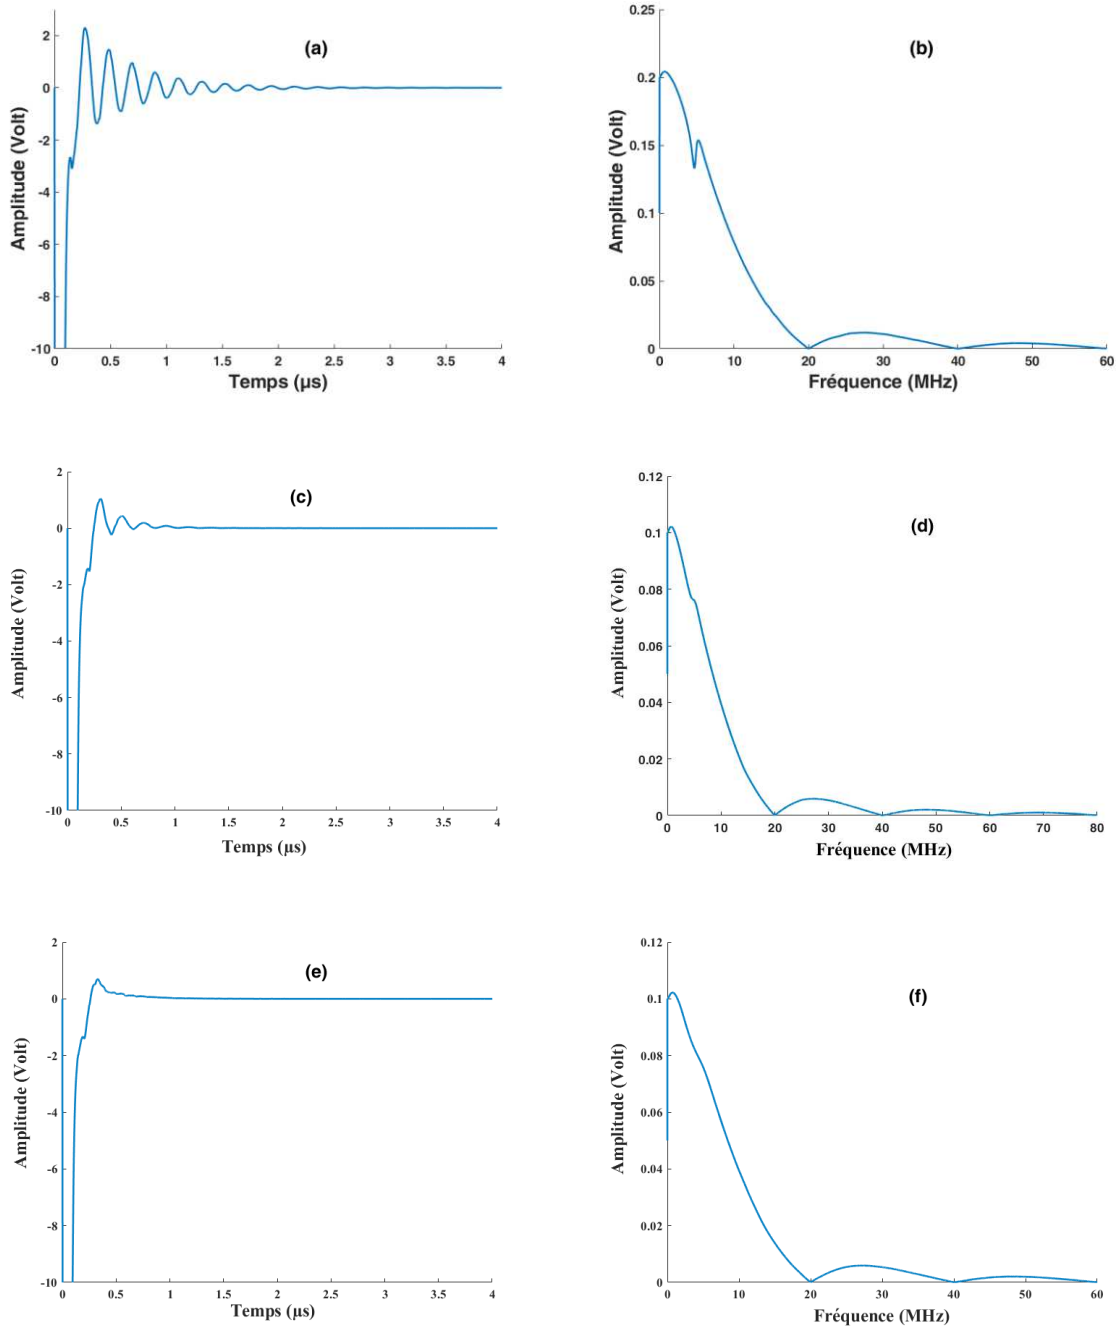 (a)
Amplitude (Volt)
2
0
-2
-4
-6
-8
-10
0 0.5 1 1.5 2 2.5 3 3.5 4
Temps (µs)
(b)
Amplitude (Volt)
0.25
0.2
0.15
0.1
0.05
0
0 10 20 30 40 50 60
Fréquence (MHz)
(c)
Amplitude (Volt)
2
0
-2
-4
-6
-8
-10
0 0.5 1 1.5 2 2.5 3 3.5 4
Temps (µs)
(d)
Amplitude (Volt)
0.12
0.1
0.08
0.06
0.04
0.02
0
0 10 20 30 40 50 60 70 80
Fréquence (MHz)
(e)
Amplitude (Volt)
2
0
-2
-4
-6
-8
-10
0 0.5 1 1.5 2 2.5 3 3.5 4
Temps (µs)
(f)
Amplitude (Volt)
0.12
0.1
0.08
0.06
0.04
0.02
0
0 10 20 30 40 50 60
Fréquence (MHz)